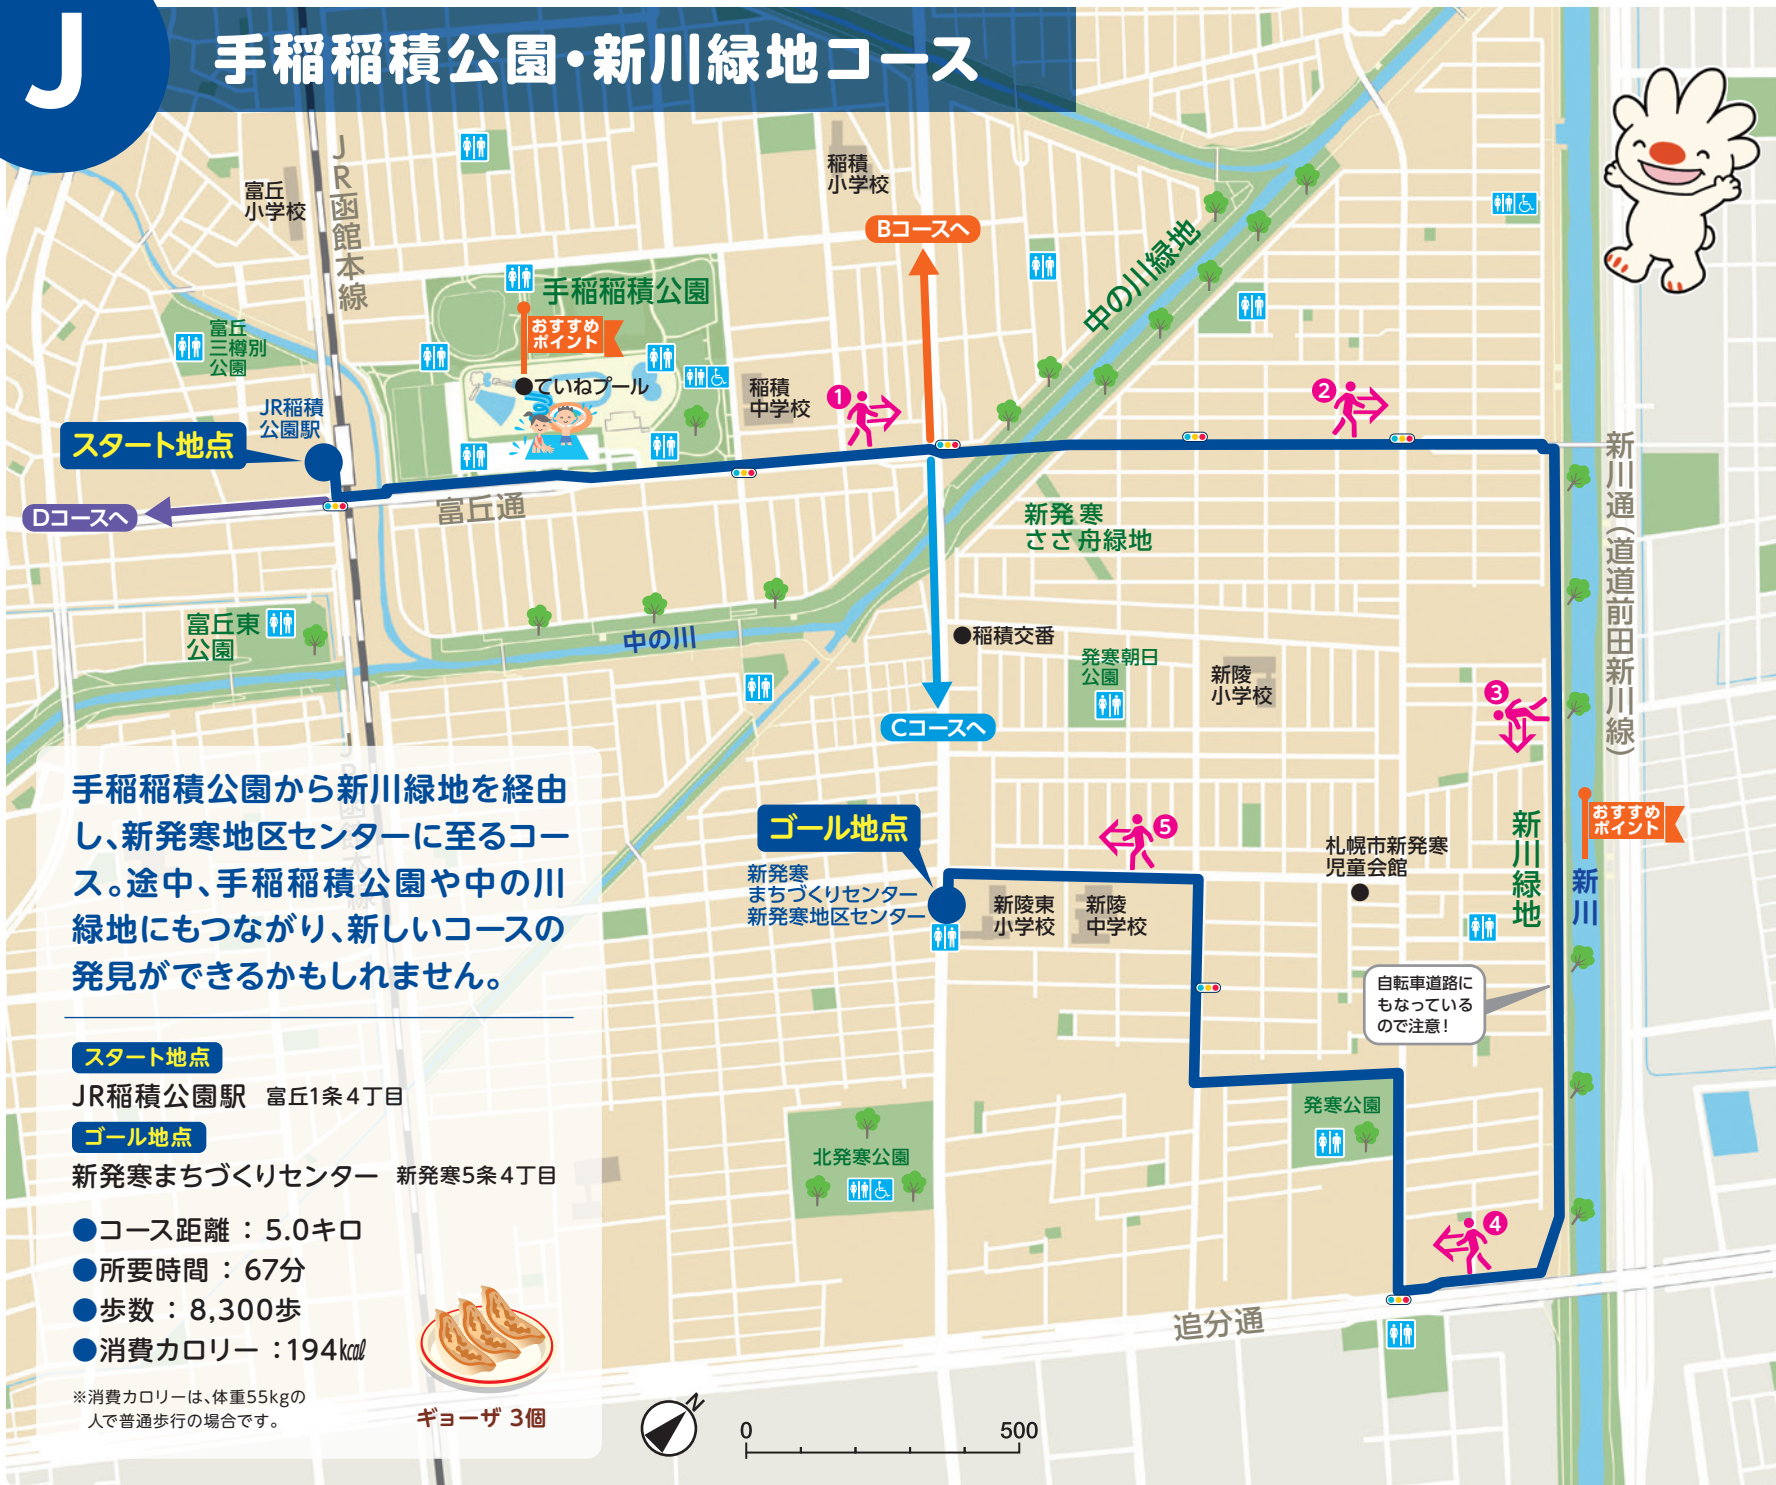 J
手稲稲積公園・新川緑地コース
JR函館本線
富丘
小学校
稲積
小学校
Bコースへ
中の川緑地
手稲稲積公園
おすすめ
ポイント
ていねプール
富丘
三樽別
公園
稲積
中学校
1
2
JR稲積
公園駅
スタート地点
Dコースへ
富丘通
新発寒
ささ舟緑地
新川通(道道前田新川線)
富丘東
公園
中の川
稲積交番
発寒朝日
公園
新陵
小学校
3
Cコースへ
手稲稲積公園から新川緑地を経由
し、新発寒地区センターに至るコー
ス。途中、手稲稲積公園や中の川
緑地にもつながり、新しいコースの
発見ができるかもしれません。
ゴール地点
5
新発寒
まちづくりセンター
新発寒地区センター
新陵東
小学校
新陵
中学校
札幌市新発寒
児童会館
新川緑地
おすすめ
ポイント
新川
自転車道路に
もなっている
ので注意!
スタート地点
JR稲積公園駅 富丘1条4丁目
ゴール地点
新発寒まちづくりセンター 新発寒5条4丁目
●コース距離 : 5.0キロ
●所要時間 : 67分
●歩数 : 8,300歩
●消費カロリー :194kcal
※消費カロリーは、体重55kgの
人で普通歩行の場合です。
ギョーザ 3個
北発寒公園
発寒公園
4
追分通
N
0 500